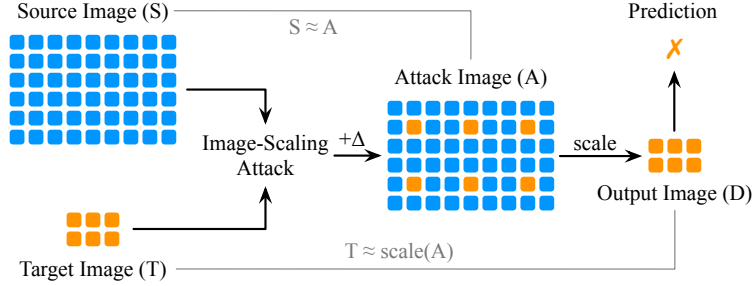 Source Image (S)
S ≈ A
Prediction
✗
Attack Image (A)
Image-Scaling
Attack
+Δ
scale
Output Image (D)
Target Image (T)
T ≈ scale(A)